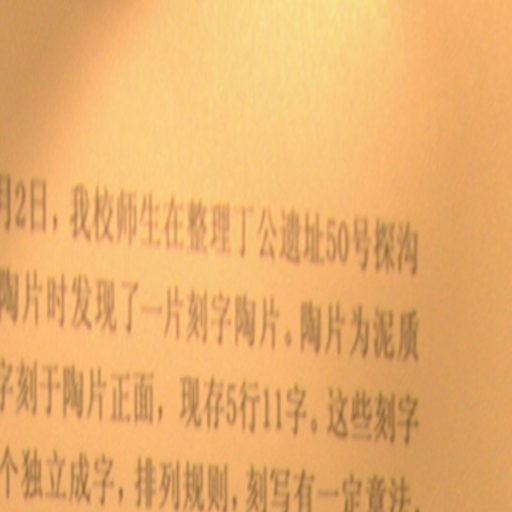 月2日，我校师生在整理丁公遗址50号探沟
陶片时发现了一片刻字陶片。陶片为泥质
字刻于陶片正面，现存5行11字。这些刻字
个独立成字，排列规则，刻写有一定章法，